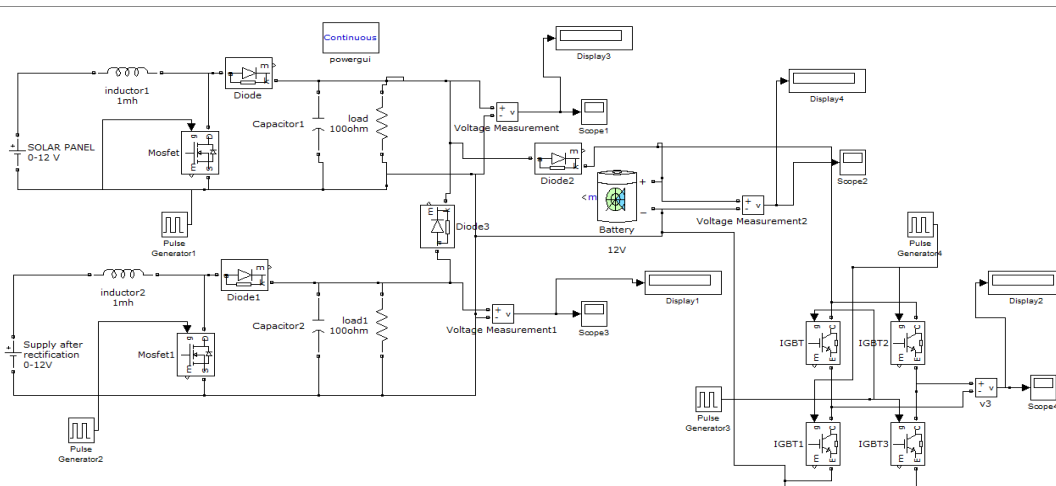 Continuous
powergui
Display3
inductor1
1mh
m
Diode
Capacitor1
load
100ohm
+
-
v
Voltage Measurement
Scope1
Display4
SOLAR PANEL
0-12 V
Mosfet
g
E
S
m
Diode2
<m
+
−
Battery
12V
+
-
v
Voltage Measurement2
Scope2
Pulse
Generator1
Diode3
Pulse
Generator4
inductor2
1mh
m
Diode1
Capacitor2
load1
100ohm
+
-
v
Voltage Measurement1
Scope3
Display1
Display2
Supply after
rectification
0-12V
Mosfet1
g
E
S
IGBT
g
C
E
E
IGBT2
g
C
E
E
+
-
v
v3
Scope4
Pulse
Generator3
Pulse
Generator2
IGBT1
g
C
E
E
IGBT3
g
C
E
E